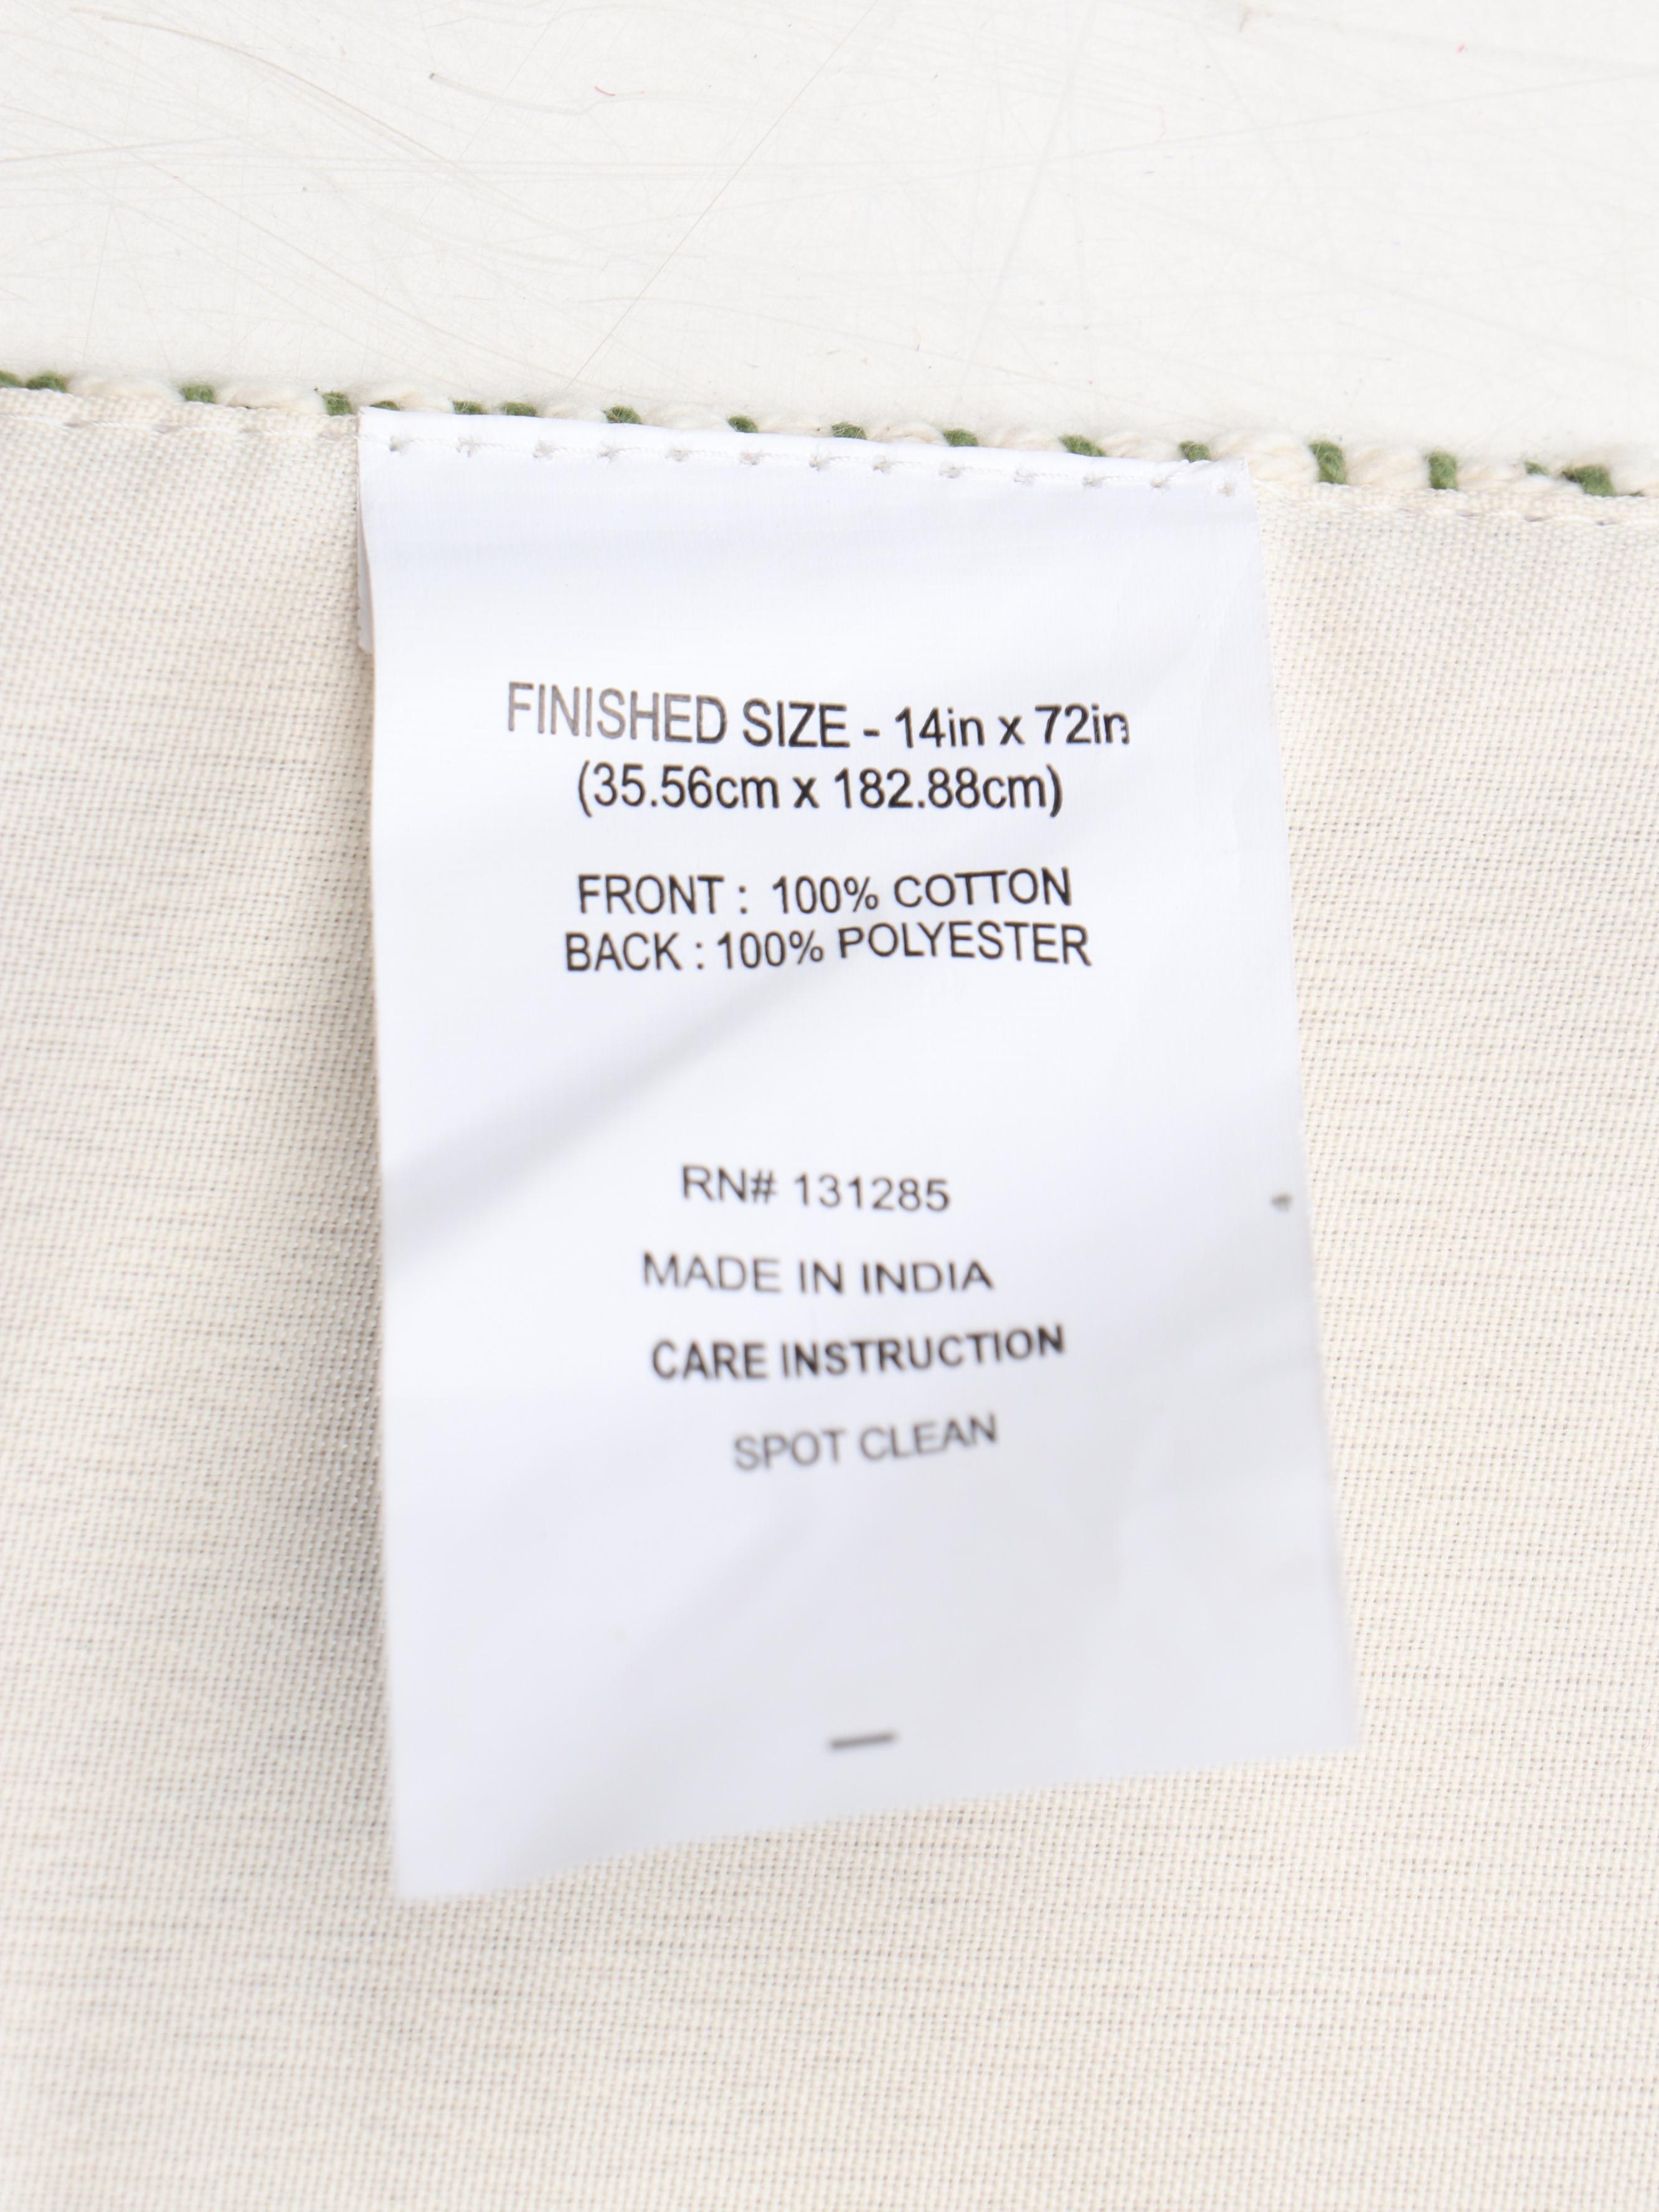 FINISHED SIZE - 14in x 72in
(35.56cm x 182.88cm)
FRONT : 100% COTTON
BACK : 100% POLYESTER
RN# 131285
MADE IN INDIA
CARE INSTRUCTION
SPOT CLEAN